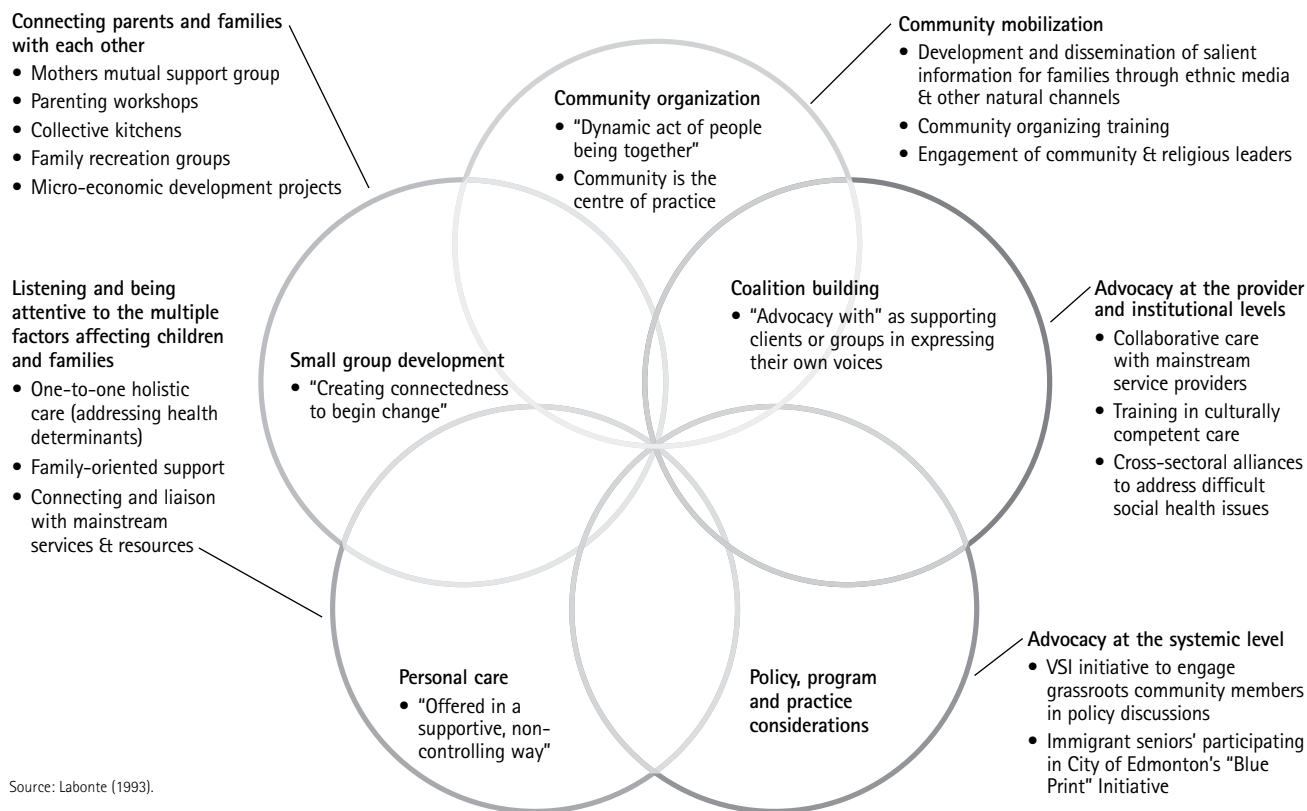 Connecting parents and families
with each other
• Mothers mutual support group
• Parenting workshops
• Collective kitchens
• Family recreation groups
• Micro-economic development projects
Community organization
• "Dynamic act of people
being together"
• Community is the
centre of practice
Community mobilization
• Development and dissemination of salient
information for families through ethnic media
& other natural channels
• Community organizing training
• Engagement of community & religious leaders
Listening and being
attentive to the multiple
factors affecting children
and families
• One-to-one holistic
care (addressing health
determinants)
• Family-oriented support
• Connecting and liaison
with mainstream
services & resources
Small group development
• "Creating connectedness
to begin change"
Coalition building
• "Advocacy with" as supporting
clients or groups in expressing
their own voices
Advocacy at the provider
and institutional levels
• Collaborative care
with mainstream
service providers
• Training in culturally
competent care
• Cross-sectoral alliances
to address difficult
social health issues
Personal care
• "Offered in a
supportive, non-
controlling way"
Policy, program
and practice
considerations
Advocacy at the systemic level
• VSI initiative to engage
grassroots community members
in policy discussions
• Immigrant seniors' participating
in City of Edmonton's "Blue
Print" Initiative
Source: Labonte (1993).